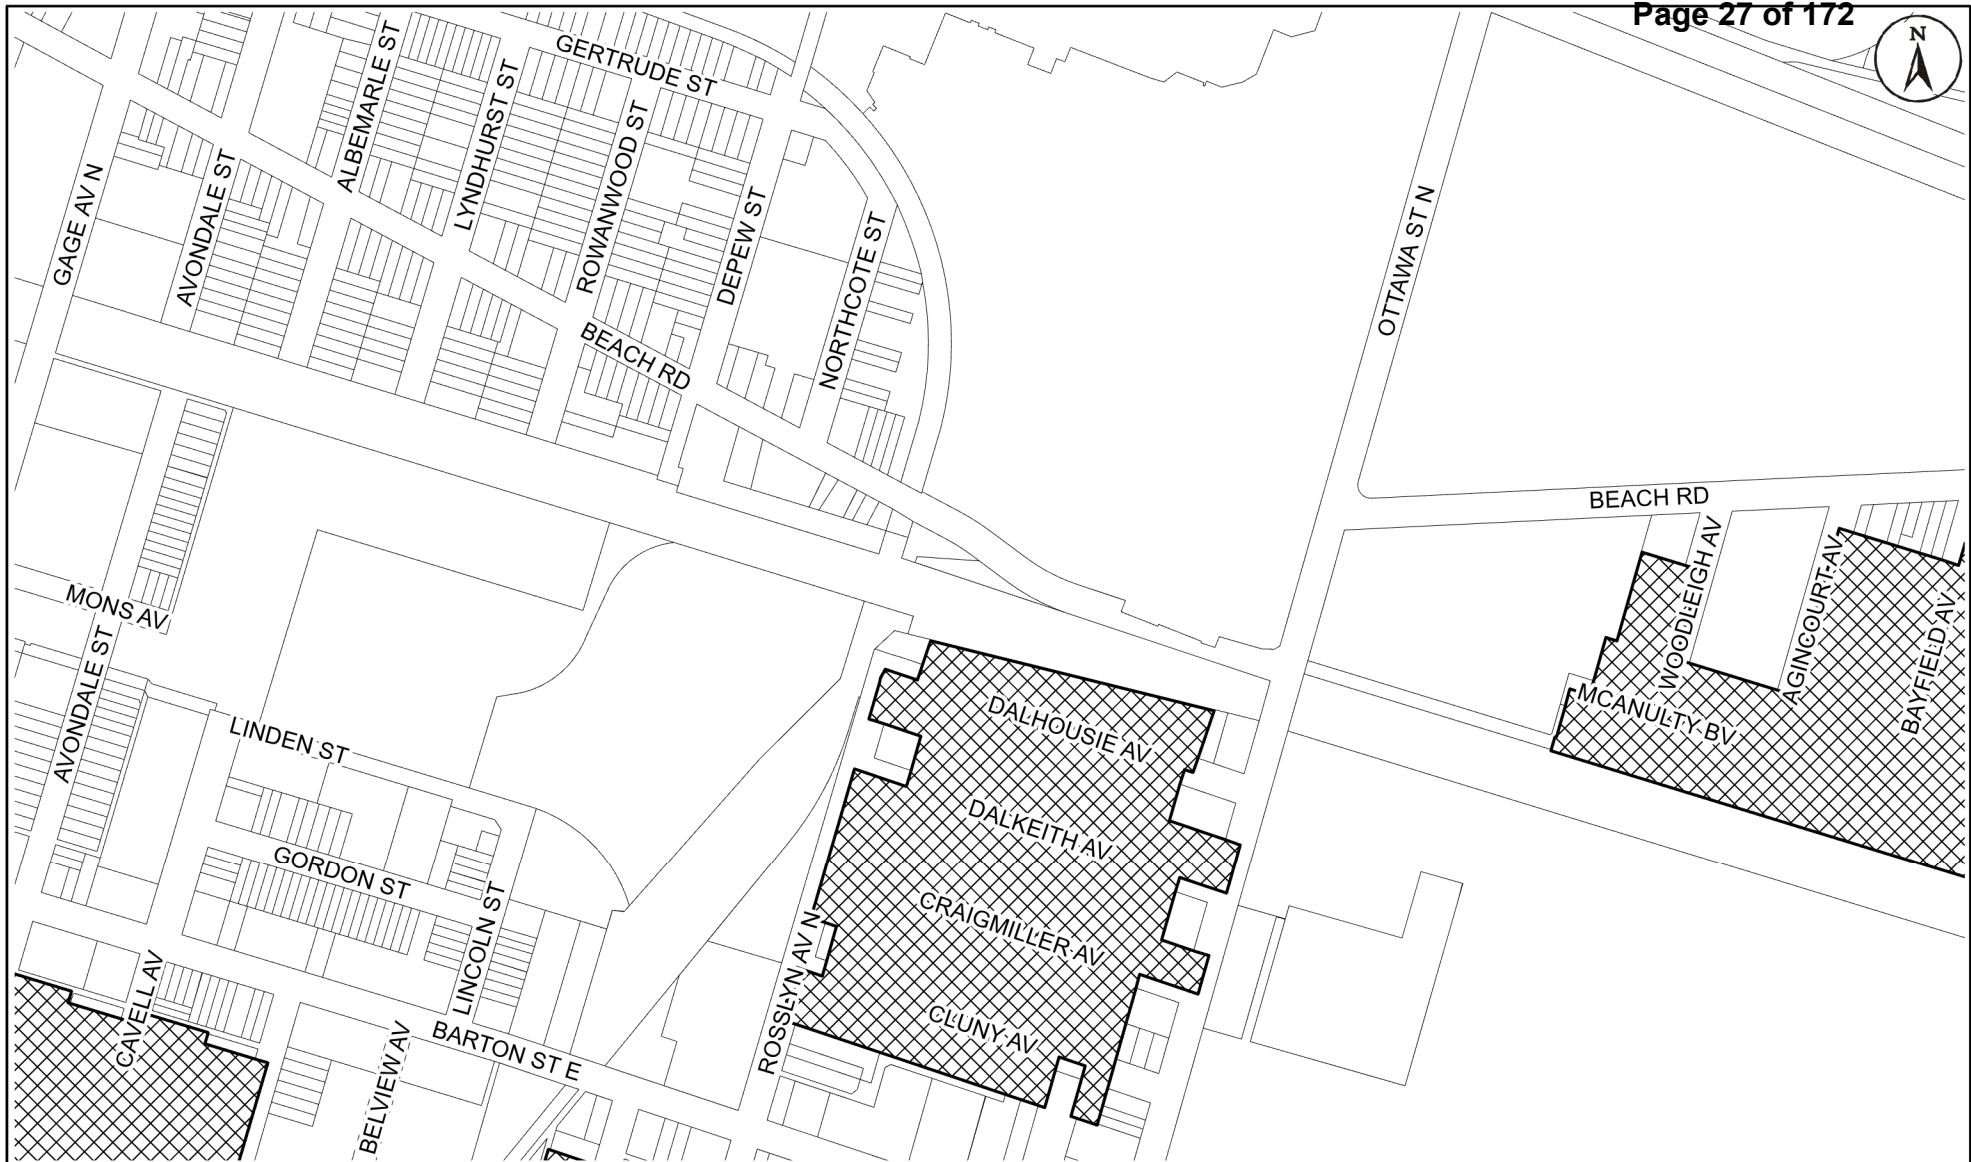 Page 27 of 172
N
GERTRUDE ST
ALBEMARLE ST
LYNDHURST ST
ROWANWOOD ST
GAGE AV N
AVONDALE ST
DEPEW ST
NORTHCOTE ST
OTTAWA ST N
BEACH RD
BEACH RD
WOODLEIGH AV
AGINCOURT AV
BAYFIELD AV
MCANULTY BV
MONS AV
AVONDALE ST
LINDEN ST
DALHOUSIE AV
DALKEITH AV
GORDON ST
LINCOLN ST
CRAIGMILLER AV
ROSSLYN AV N
CAVELL AV
CLUNY AV
BARTON ST E
BELVIEW AV